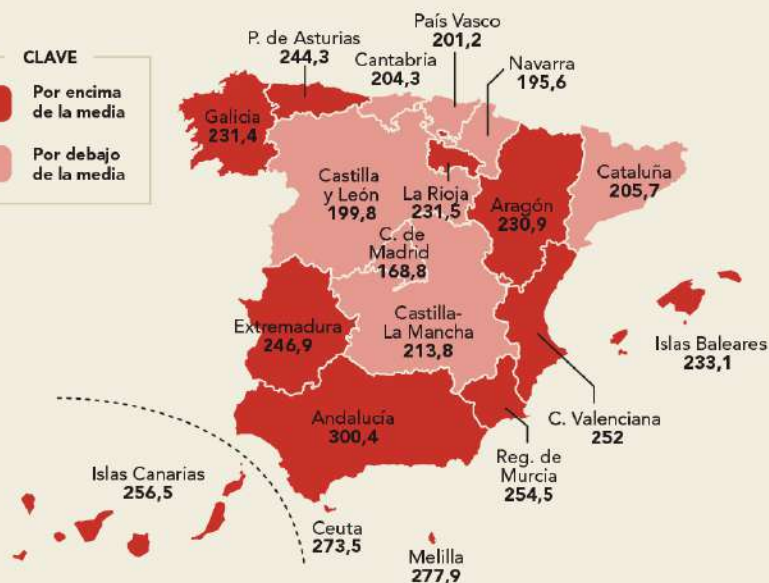 CLAVE
Por encima
de la media
Por debajo
de la media
P. de Asturias
244,3
Cantabria
204,3
País Vasco
201,2
Navarra
195,6
Galicia
231,4
Castilla
y León
199,8
La Rioja
231,5
Aragón
230,9
Cataluña
205,7
C. de
Madrid
168,8
Extremadura
246,9
Castilla-
La Mancha
213,8
Islas Baleares
233,1
C. Valenciana
252
Andalucía
300,4
Reg. de
Murcia
254,5
Islas Canarias
256,5
Ceuta
273,5
Melilla
277,9